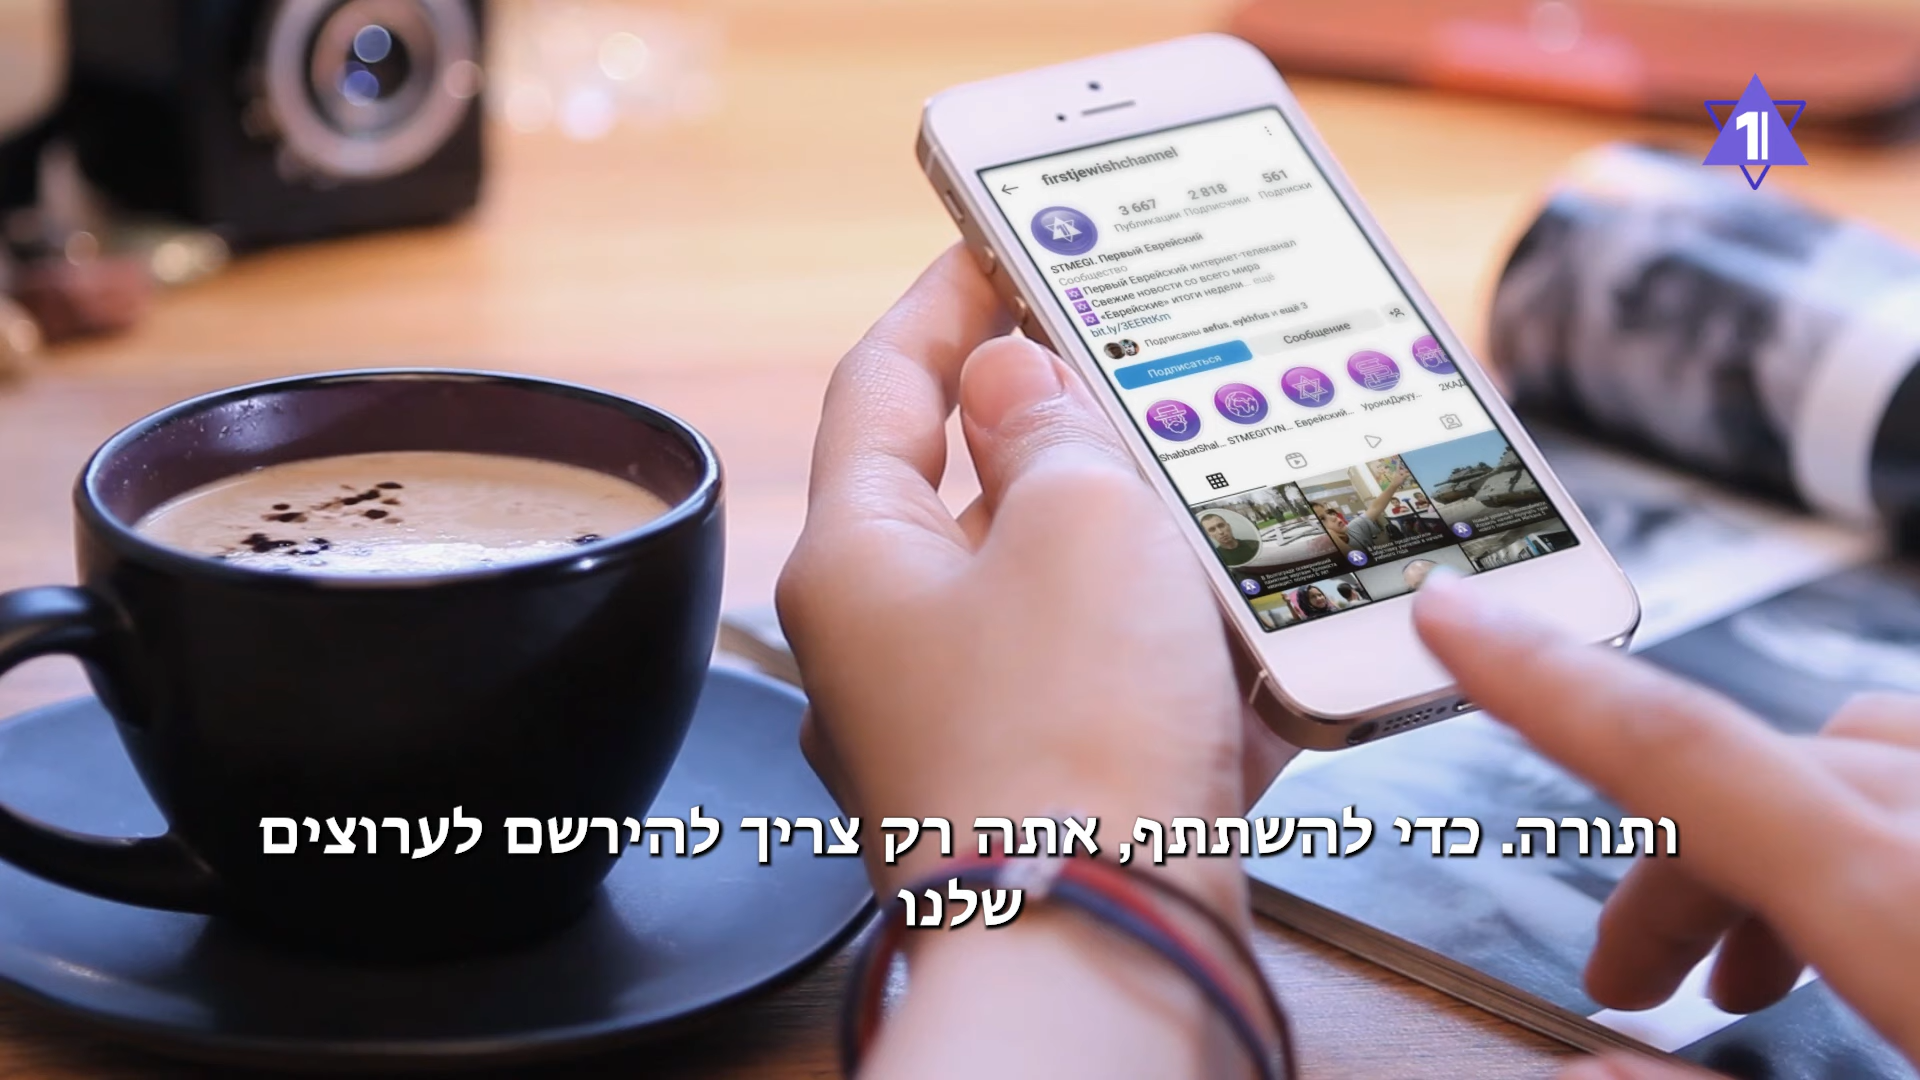 firstjewishchannel
3 667
2 818
561
Публикации
Подписчики
Подписки
STMEGI. Первый Еврейский
Сообщество
Первый Еврейский интернет-телеканал
Свежие новости со всего мира
«Еврейские» итоги недели... ещё
bit.ly/3EERtKm
Подписаны aefus, eykhfus и ещё 3
Подписаться
Сообщение
ShabbatShal...
STMEGITVN...
Еврейский...
УрокиДжуу...
2КАД
1
ותורה. כדי להשתתף, אתה רק צריך להירשם לערוצים
שלנו